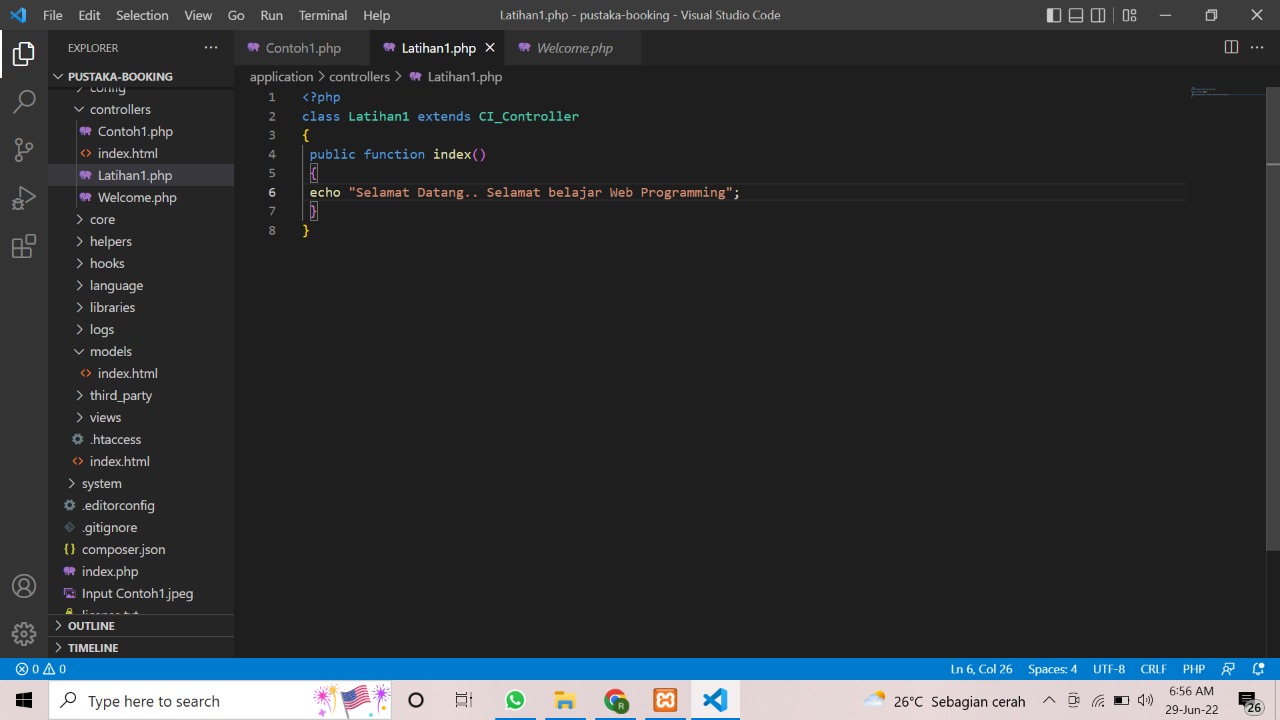 File Edit Selection View Go Run Terminal Help
Latihan1.php - pustaka-booking - Visual Studio Code
EXPLORER
PUSTAKA-BOOKING
config
controllers
Contoh1.php
index.html
Latihan1.php
Welcome.php
core
helpers
hooks
language
libraries
logs
models
index.html
third_party
views
.htaccess
index.html
system
.editorconfig
.gitignore
composer.json
index.php
Input Contoh1.jpeg
license.txt
OUTLINE
TIMELINE
Contoh1.php Latihan1.php Welcome.php
application > controllers > Latihan1.php
1 <?php
2 class Latihan1 extends CI_Controller
3 {
4 public function index()
5 {
6 echo "Selamat Datang.. Selamat belajar Web Programming";
7 }
8 }
0 0 Ln 6, Col 26 Spaces: 4 UTF-8 CRLF PHP
Type here to search
26°C Sebagian cerah
6:56 AM
29-Jun-22
26